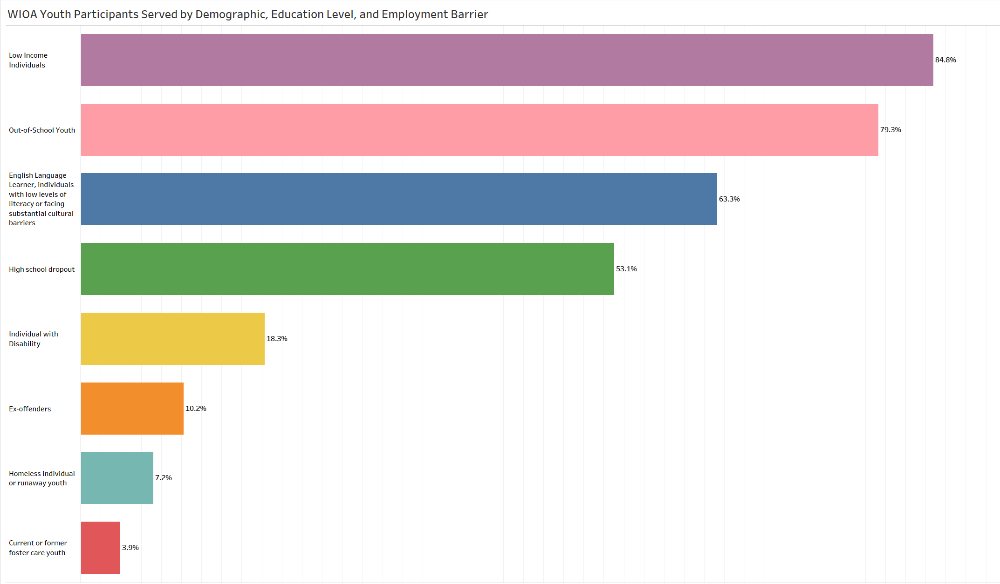 WIOA Youth Participants Served by Demographic, Education Level, and Employment Barrier
Low Income
Individuals
84.8%
Out-of-School Youth
79.3%
English Language
Learner, individuals
with low levels of
literacy or facing
substantial cultural
barriers
63.3%
High school dropout
53.1%
Individual with
Disability
18.3%
Ex-offenders
10.2%
Homeless individual
or runaway youth
7.2%
Current or former
foster care youth
3.9%